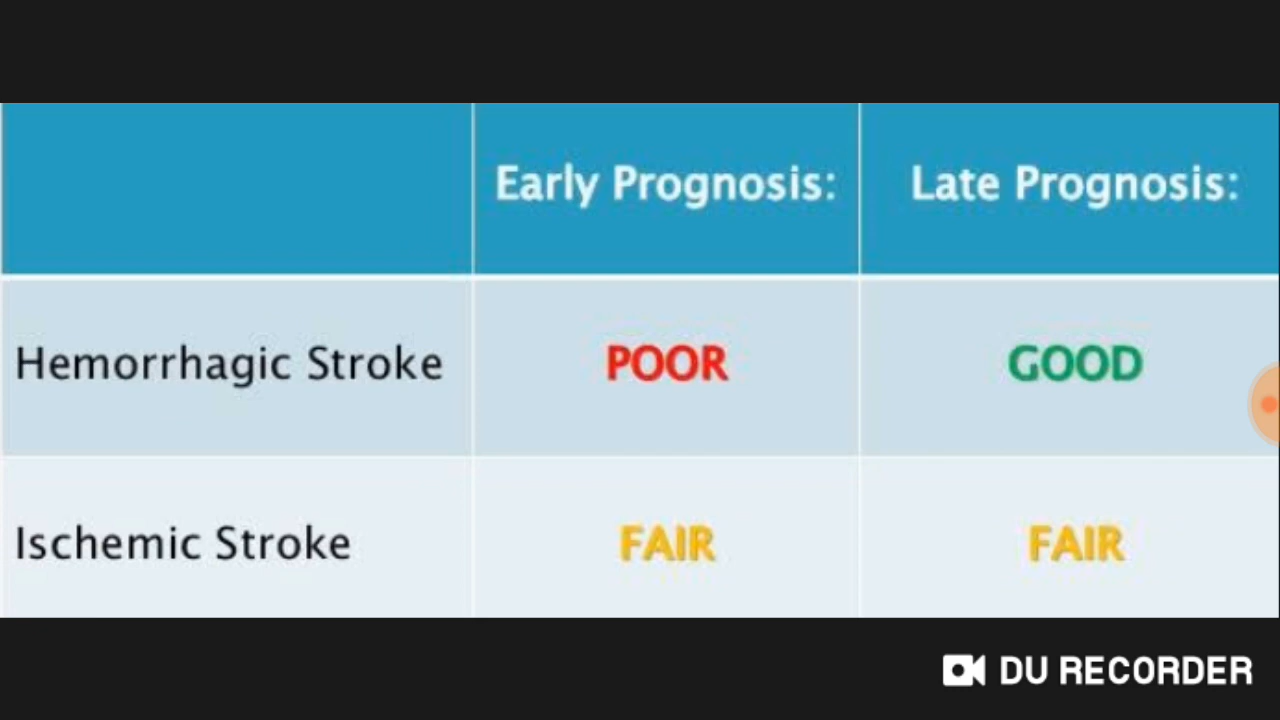 Early Prognosis: Late Prognosis:
Hemorrhagic Stroke POOR GOOD
Ischemic Stroke FAIR FAIR
DU RECORDER